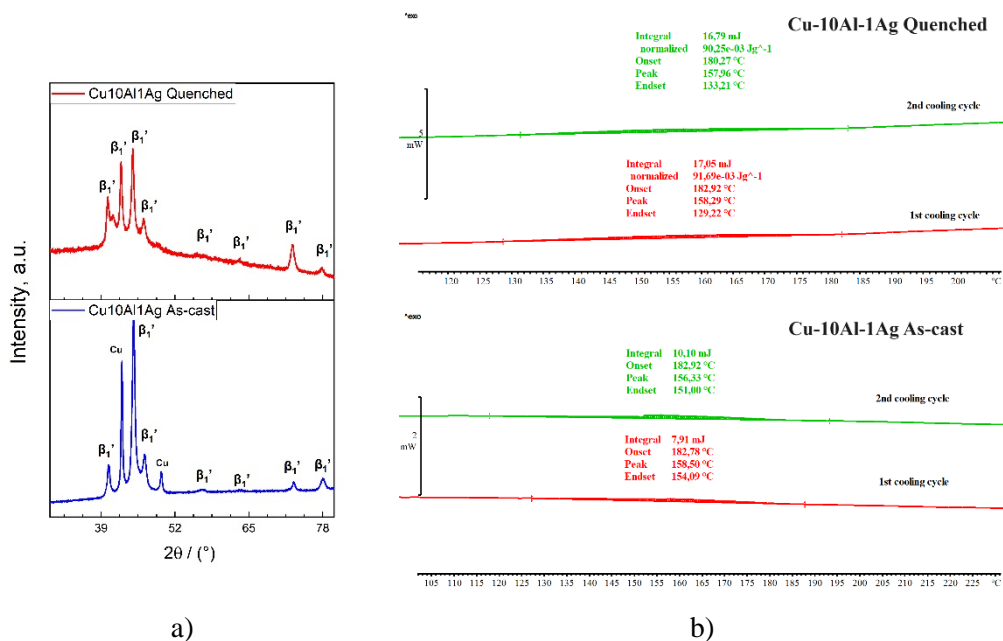 Intensity, a.u.
Cu10Al1Ag Quenched
β₁'
β₁'
β₁'
β₁'
β₁'
β₁'
β₁'
β₁'
Cu10Al1Ag As-cast
β₁'
Cu
β₁'
β₁'
Cu
β₁'
β₁'
β₁'
β₁'
39 52 65 78
2θ / (°)
a)
^exo
Cu-10Al-1Ag Quenched
Integral 16,79 mJ
normalized 90,25e-03 Jg^-1
Onset 180,27 °C
Peak 157,96 °C
Endset 133,21 °C
2nd cooling cycle
5
mW
Integral 17,05 mJ
normalized 91,69e-03 Jg^-1
Onset 182,92 °C
Peak 158,29 °C
Endset 129,22 °C
1st cooling cycle
120 125 130 135 140 145 150 155 160 165 170 175 180 185 190 195 200 °C
^exo
Cu-10Al-1Ag As-cast
Integral 10,10 mJ
Onset 182,92 °C
Peak 156,33 °C
Endset 151,00 °C
2nd cooling cycle
2
mW
Integral 7,91 mJ
Onset 182,78 °C
Peak 158,50 °C
Endset 154,09 °C
1st cooling cycle
105 110 115 120 125 130 135 140 145 150 155 160 165 170 175 180 185 190 195 200 205 210 215 220 225 °C
b)